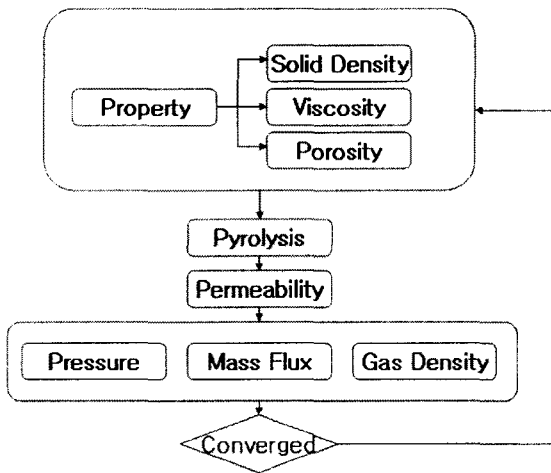 Solid Density
Property
Viscosity
Porosity
Pyrolysis
Permeability
Pressure
Mass Flux
Gas Density
Converged